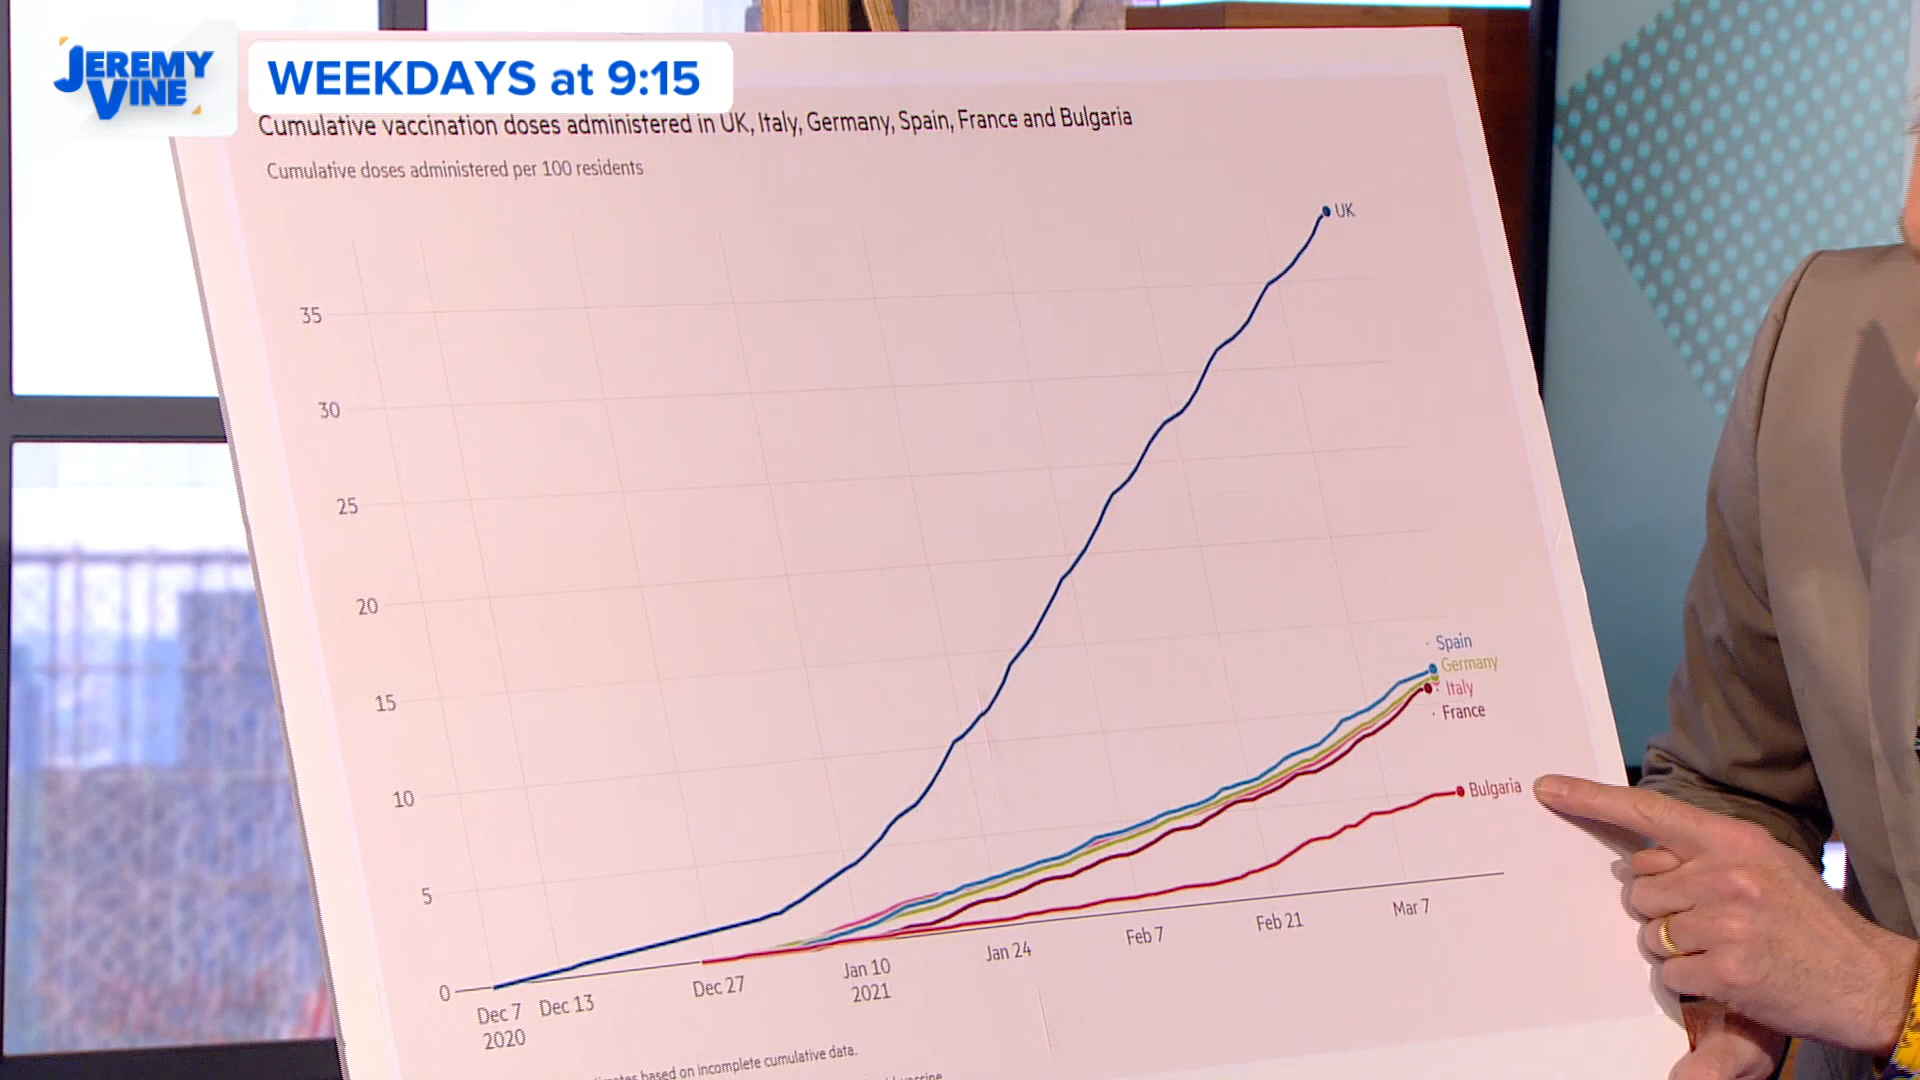 JEREMY
VINE
WEEKDAYS at 9:15
Cumulative vaccination doses administered in UK, Italy, Germany, Spain, France and Bulgaria
Cumulative doses administered per 100 residents
UK
35
30
25
20
15
10
5
0
Spain
Germany
Italy
France
Bulgaria
Dec 7
2020
Dec 13
Dec 27
Jan 10
2021
Jan 24
Feb 7
Feb 21
Mar 7
based on incomplete cumulative data.